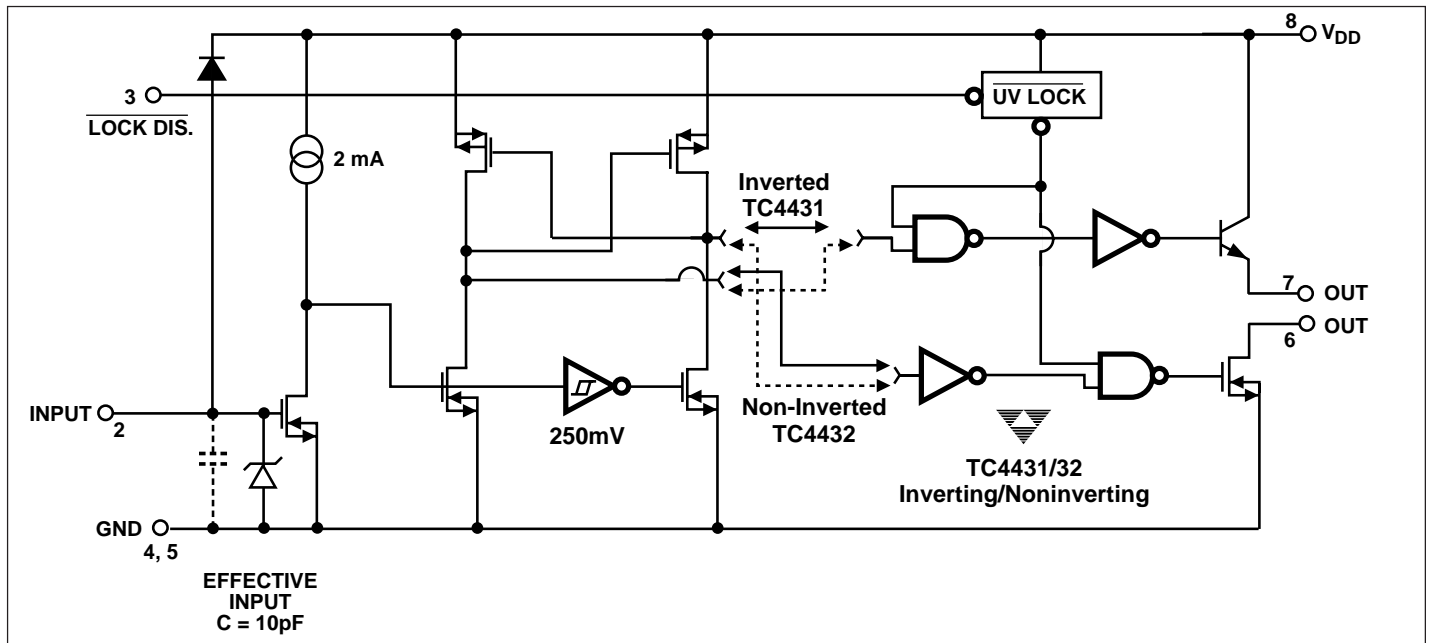 8
VDD
3
LOCK DIS.
UV LOCK
2 mA
Inverted
TC4431
7
OUT
OUT
6
INPUT
2
250mV
Non-Inverted
TC4432
TC4431/32
Inverting/Noninverting
GND
4, 5
EFFECTIVE
INPUT
C = 10pF